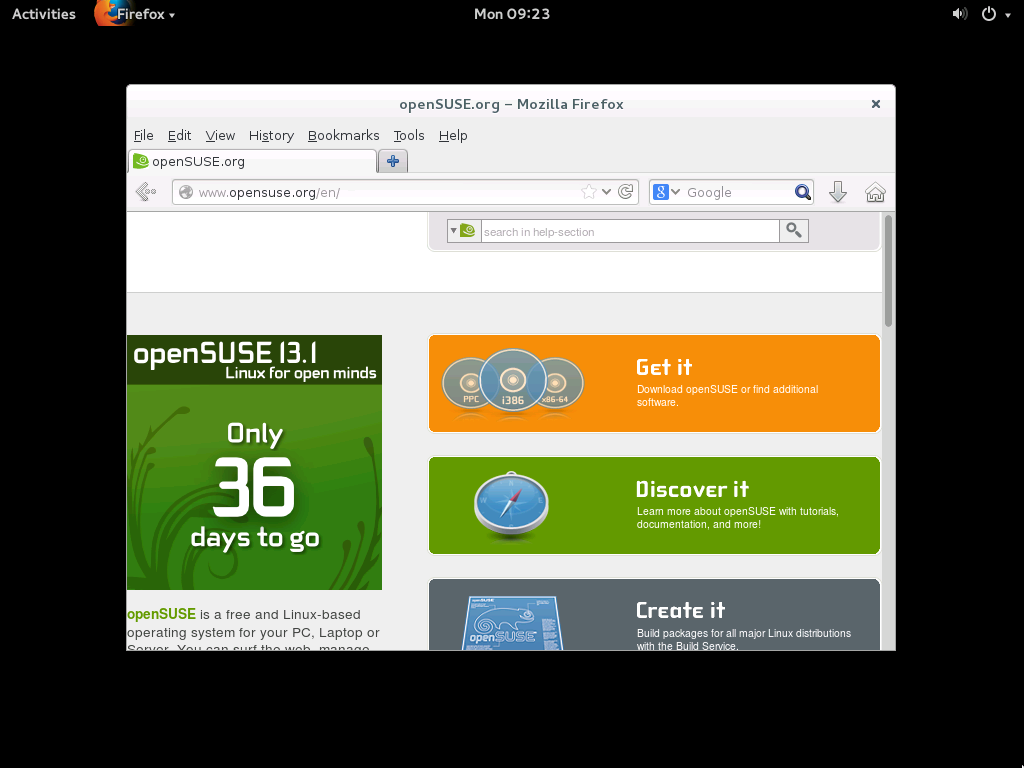 Activities Firefox Mon 09:23
openSUSE.org – Mozilla Firefox
File Edit View History Bookmarks Tools Help
openSUSE.org
www.opensuse.org/en/ 8 Google
search in help-section
openSUSE 13.1
Linux for open minds
Only
36
days to go
openSUSE is a free and Linux-based
operating system for your PC, Laptop or
Server. You can surf the web, manage
PPC i386 x86-64
Get it
Download openSUSE or find additional
software.
Discover it
Learn more about openSUSE with tutorials,
documentation, and more!
W E S
openSUSE
openSUSE
Create it
Build packages for all major Linux distributions
with the Build Service.